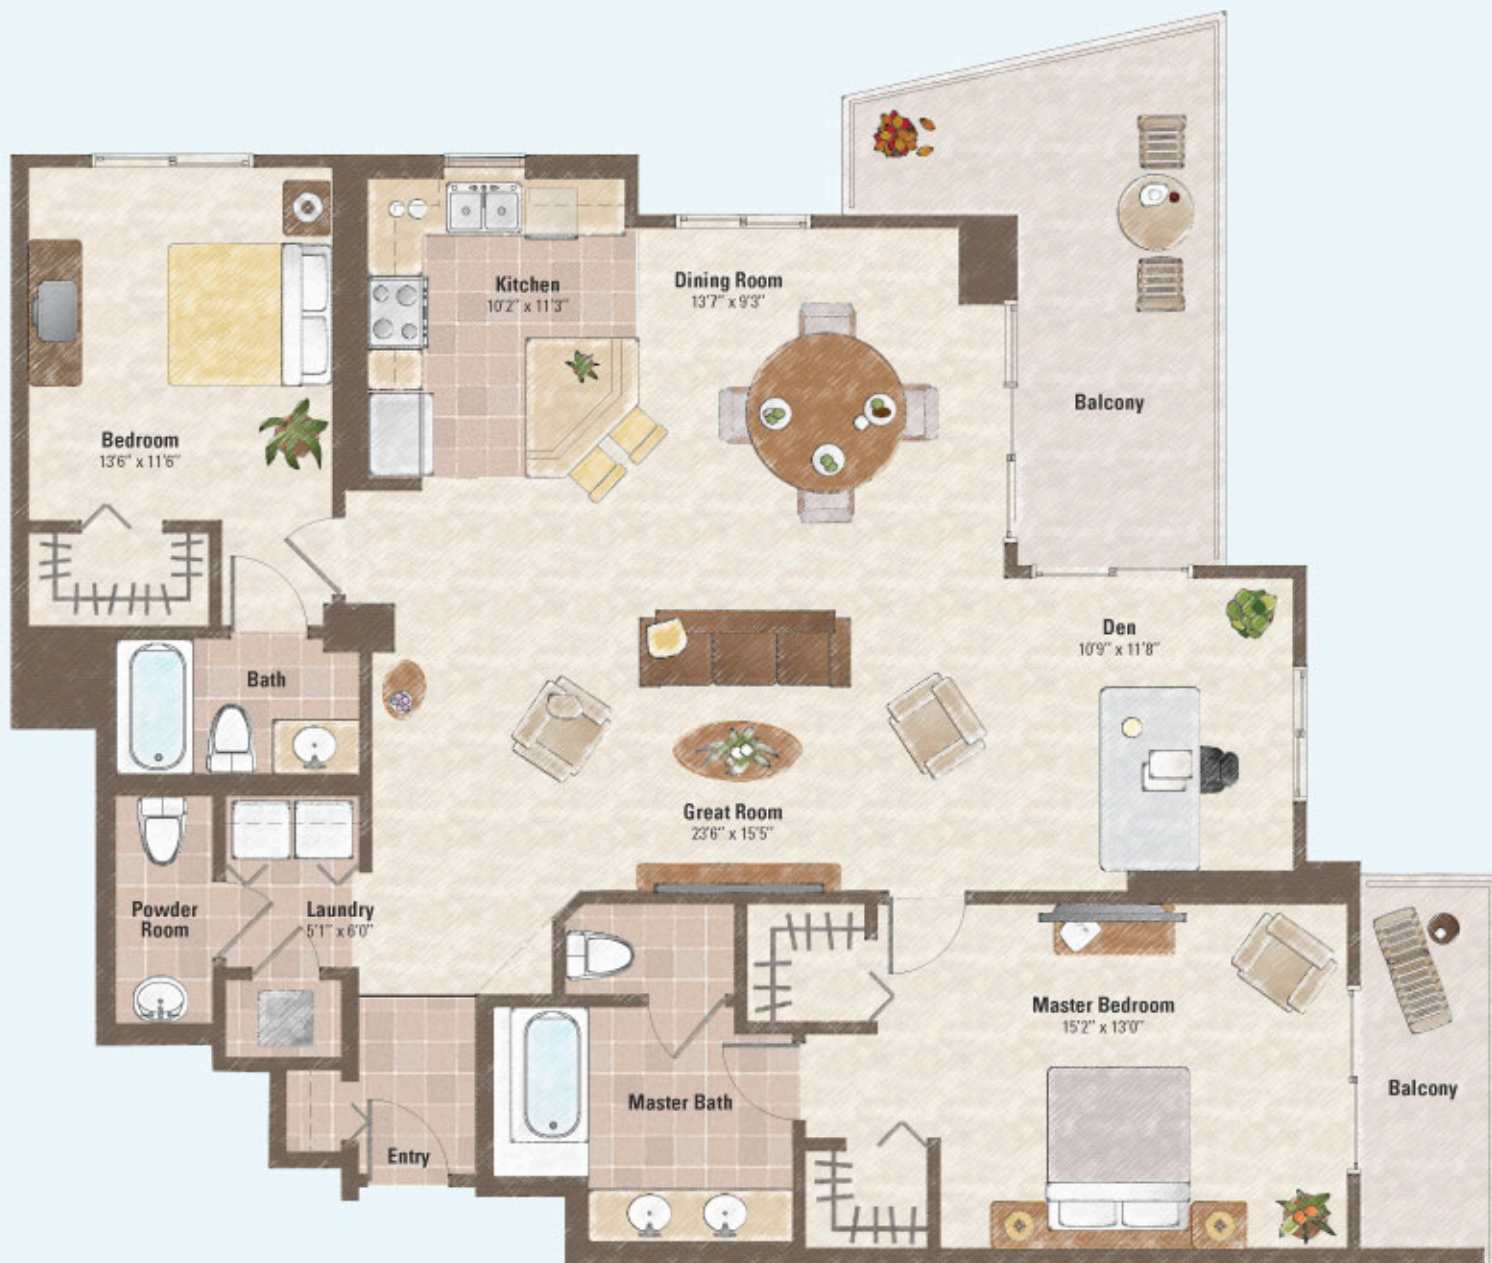 Kitchen
10'2" x 11'3"
Dining Room
13'7" x 9'3"
Balcony
Bedroom
13'6" x 11'6"
Den
10'9" x 11'8"
Bath
Great Room
23'6" x 15'5"
Powder
Room
Laundry
5'1" x 6'0"
Master Bedroom
15'2" x 13'0"
Balcony
Master Bath
Entry